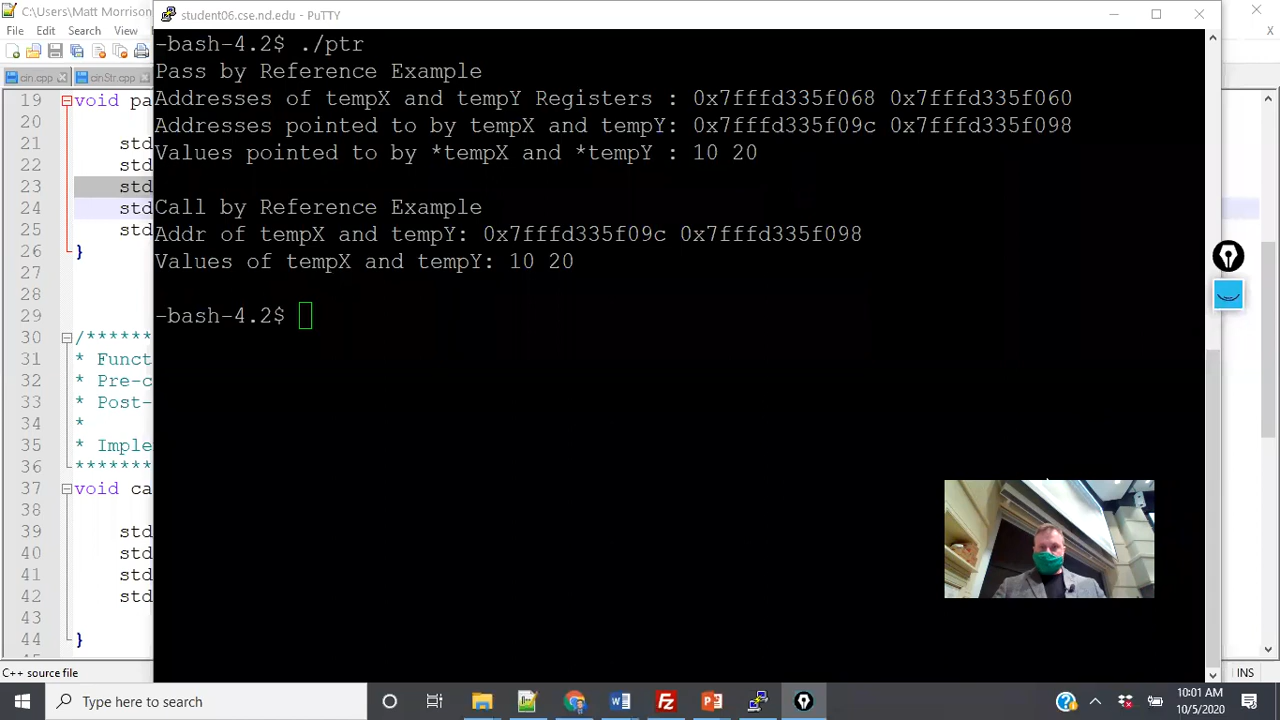 C:\Users\Matt Morrison
student06.cse.nd.edu - PuTTY
File Edit Search View
cin.cpp cinStr.cpp
-bash-4.2$ ./ptr
Pass by Reference Example
Addresses of tempX and tempY Registers : 0x7fffd335f068 0x7fffd335f060
Addresses pointed to by tempX and tempY: 0x7fffd335f09c 0x7fffd335f098
Values pointed to by *tempX and *tempY : 10 20
Call by Reference Example
Addr of tempX and tempY: 0x7fffd335f09c 0x7fffd335f098
Values of tempX and tempY: 10 20
-bash-4.2$
19 void pa
20
21 std
22 std
23 std
24 std
25 std
26 }
27
28
29
30 /*******
31 * Funct
32 * Pre-c
33 * Post-
34 *
35 * Imple
36 *******
37 void ca
38
39 std
40 std
41 std
42 std
43
44 }
C++ source file
INS
Type here to search
10:01 AM
10/5/2020